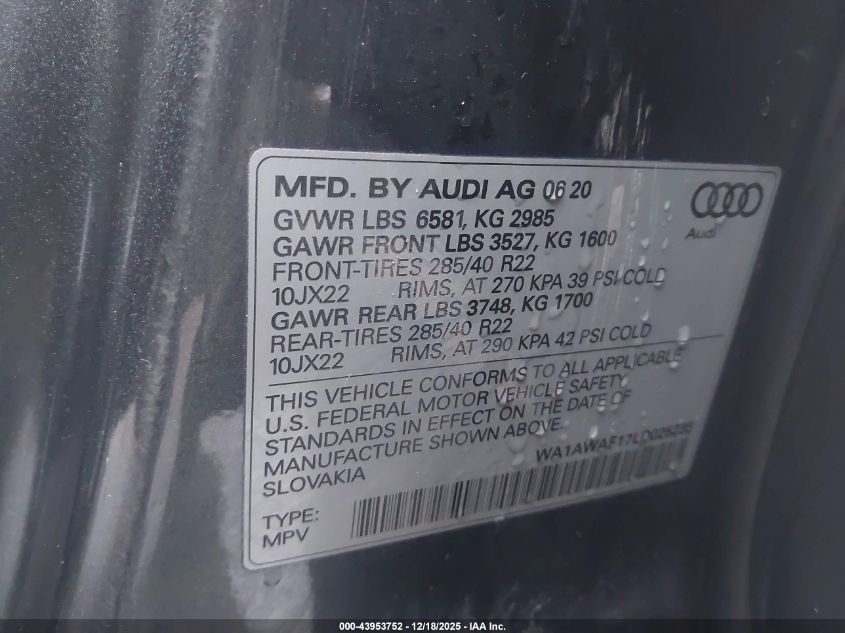 MFD. BY AUDI AG 06 20
GVWR LBS 6581, KG 2985
GAWR FRONT LBS 3527, KG 1600
FRONT-TIRES 285/40 R22
10JX22 RIMS, AT 270 KPA 39 PSI COLD
GAWR REAR LBS 3748, KG 1700
REAR-TIRES 285/40 R22
10JX22 RIMS, AT 290 KPA 42 PSI COLD
Audi
THIS VEHICLE CONFORMS TO ALL APPLICABLE
U.S. FEDERAL MOTOR VEHICLE SAFETY
STANDARDS IN EFFECT ON THE DATE OF
MANUFACTURE SHOWN ABOVE.
SLOVAKIA
TYPE:
MPV
000-43953752 - 12/18/2025 - IAA Inc.